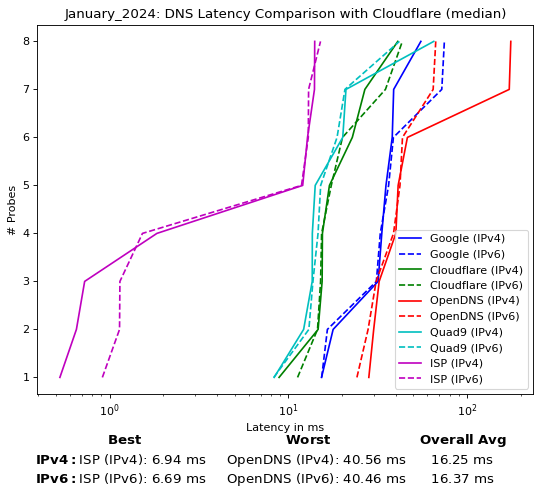 January_2024: DNS Latency Comparison with Cloudflare (median)
# Probes
8
7
6
5
4
3
2
1
Google (IPv4)
Google (IPv6)
Cloudflare (IPv4)
Cloudflare (IPv6)
OpenDNS (IPv4)
OpenDNS (IPv6)
Quad9 (IPv4)
Quad9 (IPv6)
ISP (IPv4)
ISP (IPv6)
10⁰ 10¹ 10²
Latency in ms
Best Worst Overall Avg
IPv4: ISP (IPv4): 6.94 ms OpenDNS (IPv4): 40.56 ms 16.25 ms
IPv6: ISP (IPv6): 6.69 ms OpenDNS (IPv6): 40.46 ms 16.37 ms